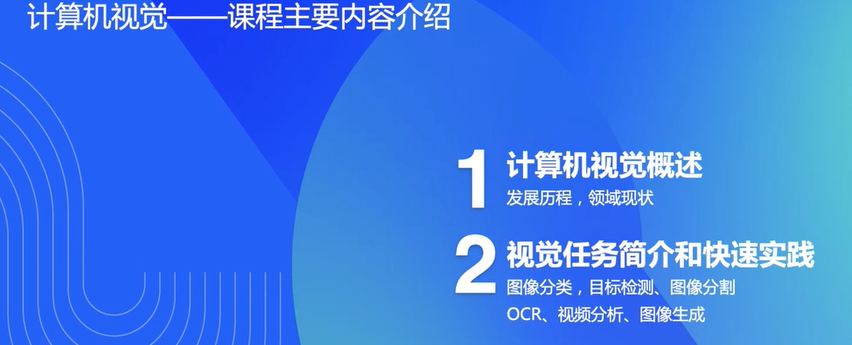 计算机视觉——课程主要内容介绍
1 计算机视觉概述
发展历程，领域现状
2 视觉任务简介和快速实践
图像分类，目标检测、图像分割
OCR、视频分析、图像生成